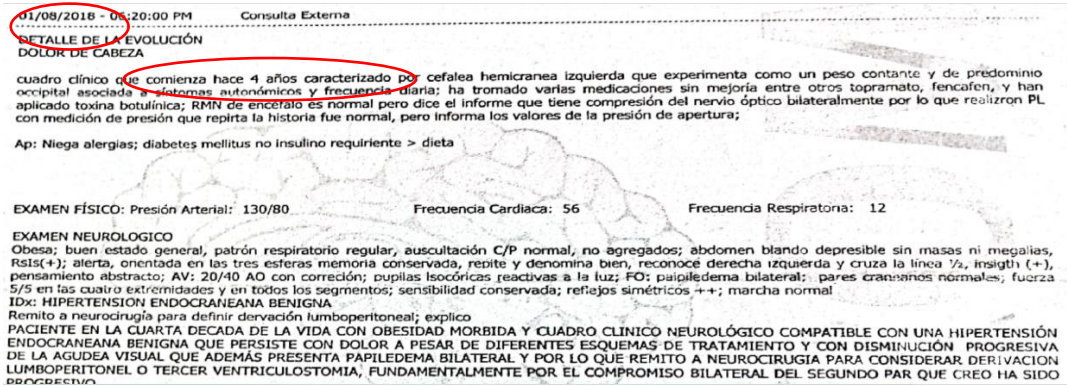 01/08/2018 - 06:20:00 PM Consulta Externa
DETALLE DE LA EVOLUCIÓN
DOLOR DE CABEZA
cuadro clínico que comienza hace 4 años caracterizado por cefalea hemicranea izquierda que experimenta como un peso contante y de predominio
occipital asociada a síntomas autonómicos y frecuencia diaria; ha tromado varias medicaciones sin mejoría entre otros topramato, fencafen, y han
aplicado toxina botulínica; RMN de encéfalo es normal pero dice el informe que tiene compresión del nervio óptico bilateralmente por lo que realizron PL
con medición de presión que repirta la historia fue normal, pero informa los valores de la presión de apertura;
Ap: Niega alergias; diabetes mellitus no insulino requiriente > dieta
EXAMEN FÍSICO: Presión Arterial: 130/80 Frecuencia Cardiaca: 56 Frecuencia Respiratoria: 12
EXAMEN NEUROLOGICO
Obesa; buen estado general, patrón respiratorio regular, auscultación C/P normal, no agregados; abdomen blando depresible sin masas ni megalias,
RsIs(+); alerta, orientada en las tres esferas memoria conservada, repite y denomina bien, reconoce derecha izquierda y cruza la línea ½, insigth (+),
pensamiento abstracto; AV: 20/40 AO con correción; pupilas Isocóricas reactivas a la luz; FO: paipiledema bilateral; pares craneanos normales; fuerza
5/5 en las cuatro extremidades y en todos los segmentos; sensibilidad conservada; reflejos simétricos ++; marcha normal
IDx: HIPERTENSION ENDOCRANEANA BENIGNA
Remito a neurocirugía para definir dervación lumboperitoneal; explico
PACIENTE EN LA CUARTA DECADA DE LA VIDA CON OBESIDAD MORBIDA Y CUADRO CLINICO NEUROLÓGICO COMPATIBLE CON UNA HIPERTENSIÓN
ENDOCRANEANA BENIGNA QUE PERSISTE CON DOLOR A PESAR DE DIFERENTES ESQUEMAS DE TRATAMIENTO Y CON DISMINUCIÓN PROGRESIVA
DE LA AGUDEA VISUAL QUE ADEMÁS PRESENTA PAPILEDEMA BILATERAL Y POR LO QUE REMITO A NEUROCIRUGIA PARA CONSIDERAR DERIVACION
LUMBOPERITONEL O TERCER VENTRICULOSTOMIA, FUNDAMENTALMENTE POR EL COMPROMISO BILATERAL DEL SEGUNDO PAR QUE CREO HA SIDO
PROGRESIVO